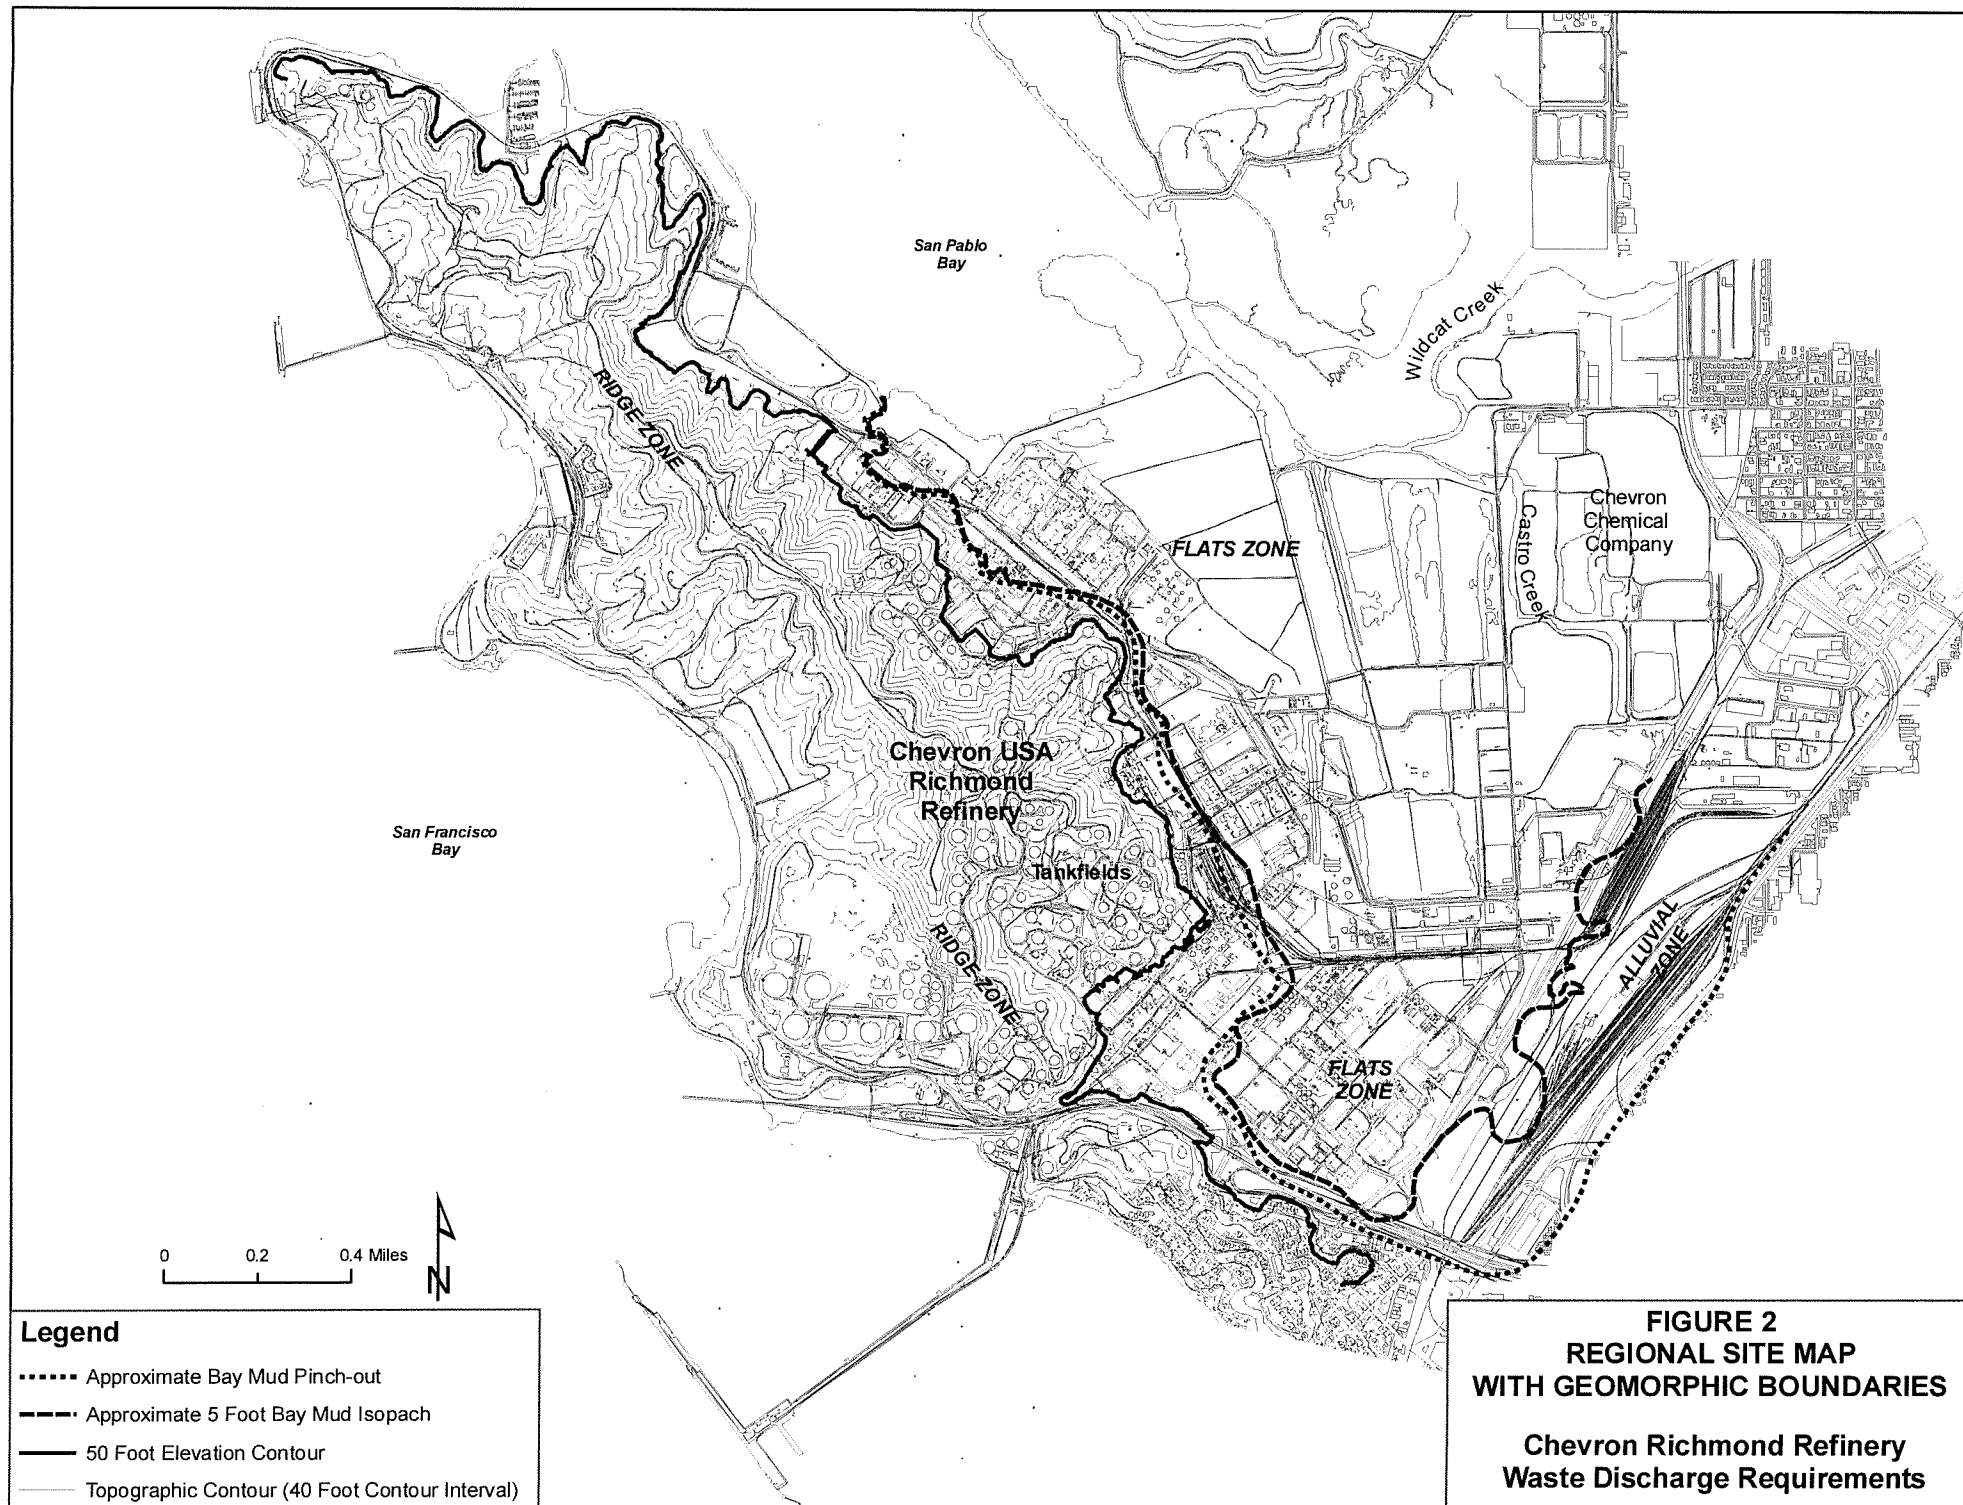 San Pablo
Bay
Wildcat Creek
RIDGE ZONE
Chevron
Chemical
Company
Castro Creek
FLATS ZONE
Chevron USA
Richmond
Refinery
San Francisco
Bay
Tankfields
RIDGE ZONE
ALLUVIAL
ZONE
FLATS
ZONE
0 0.2 0.4 Miles
N
Legend
Approximate Bay Mud Pinch-out
Approximate 5 Foot Bay Mud Isopach
50 Foot Elevation Contour
Topographic Contour (40 Foot Contour Interval)
FIGURE 2
REGIONAL SITE MAP
WITH GEOMORPHIC BOUNDARIES
Chevron Richmond Refinery
Waste Discharge Requirements